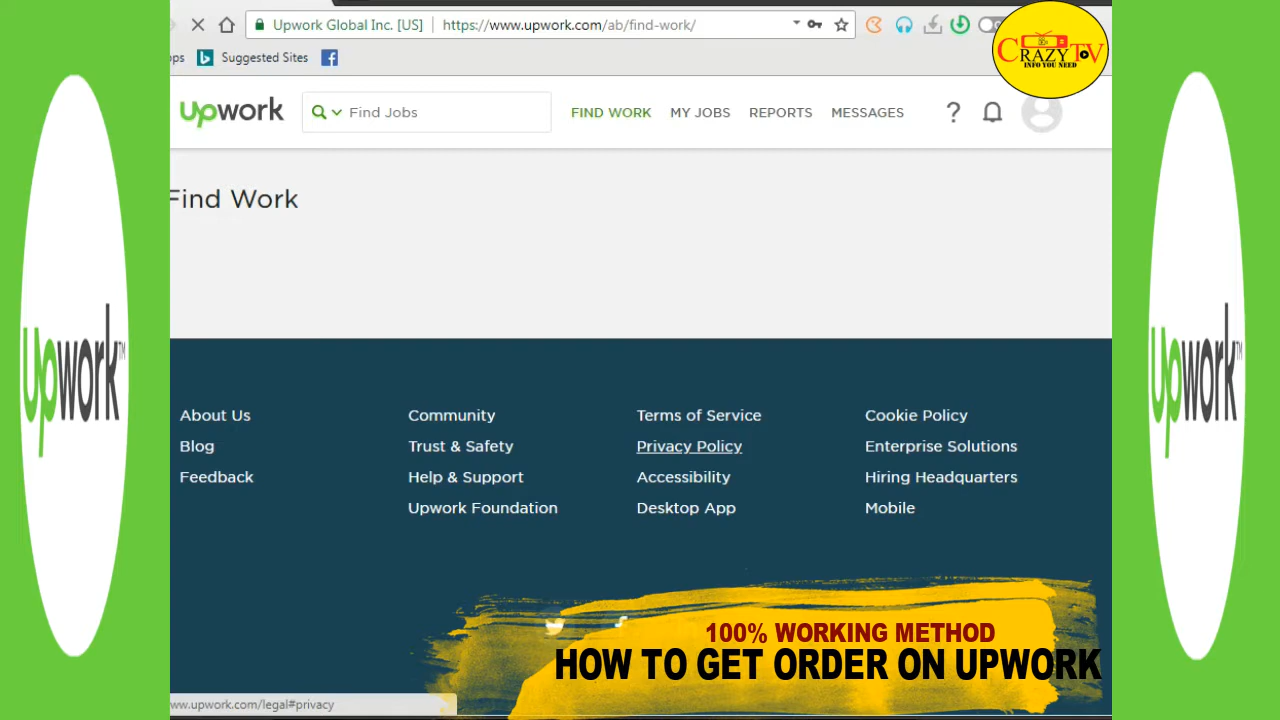 Upwork Global Inc. [US] https://www.upwork.com/ab/find-work/
CRAZY TV
INFO YOU NEED
ps Suggested Sites
upwork Find Jobs FIND WORK MY JOBS REPORTS MESSAGES ?
Find Work
upwork™
upwork™
About Us Community Terms of Service Cookie Policy
Blog Trust & Safety Privacy Policy Enterprise Solutions
Feedback Help & Support Accessibility Hiring Headquarters
Upwork Foundation Desktop App Mobile
100% WORKING METHOD
HOW TO GET ORDER ON UPWORK
www.upwork.com/legal#privacy